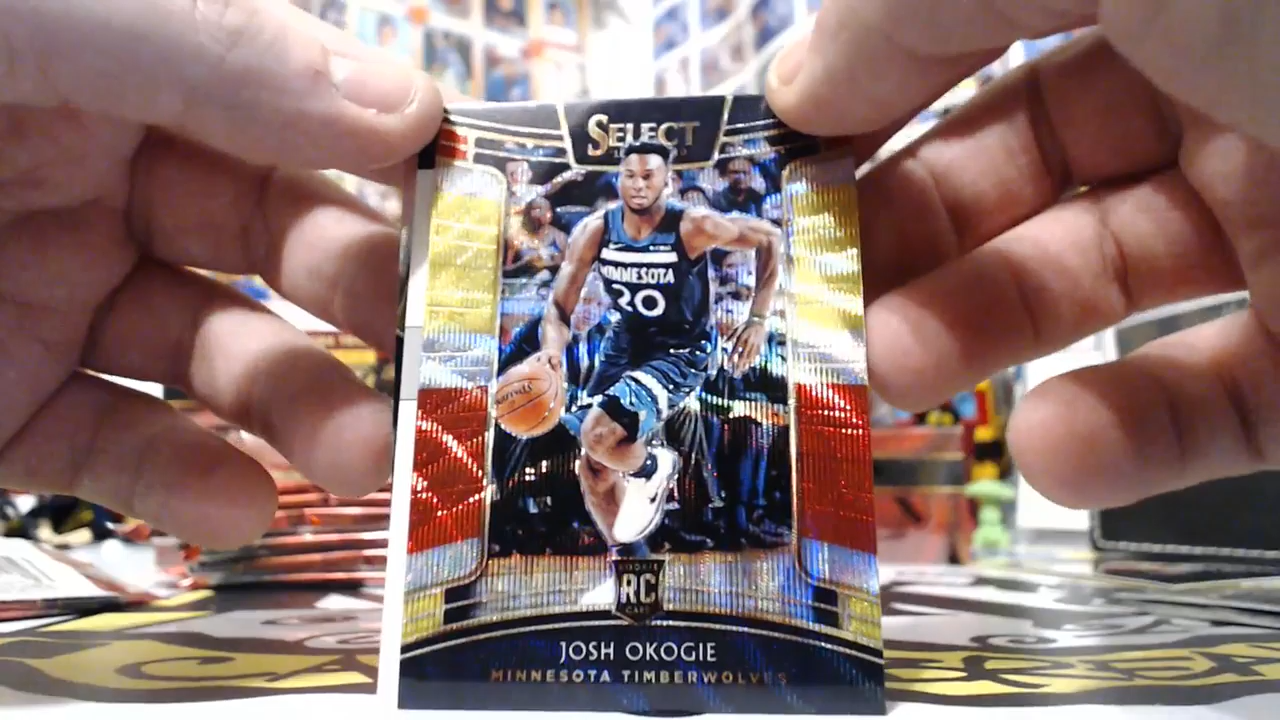 SELECT
MINNESOTA
20
ROOKIE
RC
CARD
JOSH OKOGIE
MINNESOTA TIMBERWOLVES